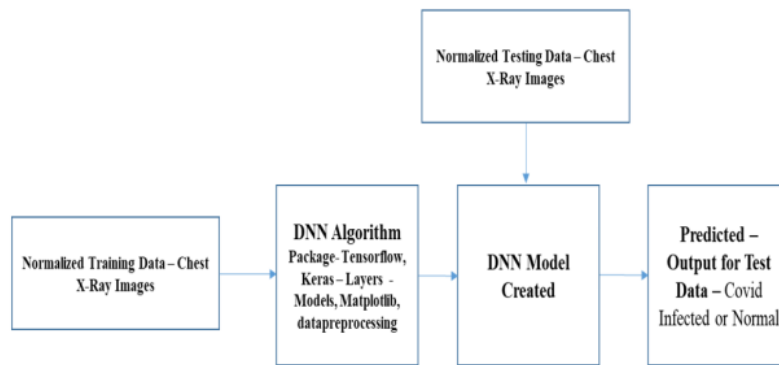 Normalized Testing Data – Chest
X-Ray Images
Normalized Training Data – Chest
X-Ray Images
DNN Algorithm
Package- Tensorflow,
Keras – Layers -
Models, Matplotlib,
datapreprocessing
DNN Model
Created
Predicted –
Output for Test
Data – Covid
Infected or Normal